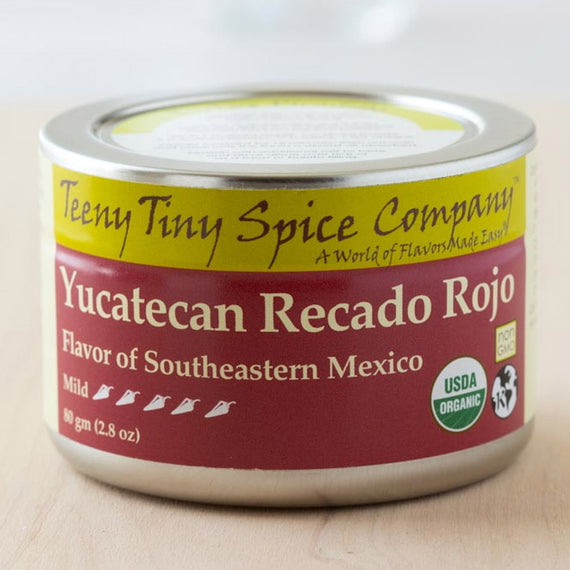 Teeny Tiny Spice Company™
A World of Flavors Made Easy
Yucatecan Recado Rojo
Flavor of Southeastern Mexico
Mild
80 gm (2.8 oz)
non
GMO
USDA
ORGANIC